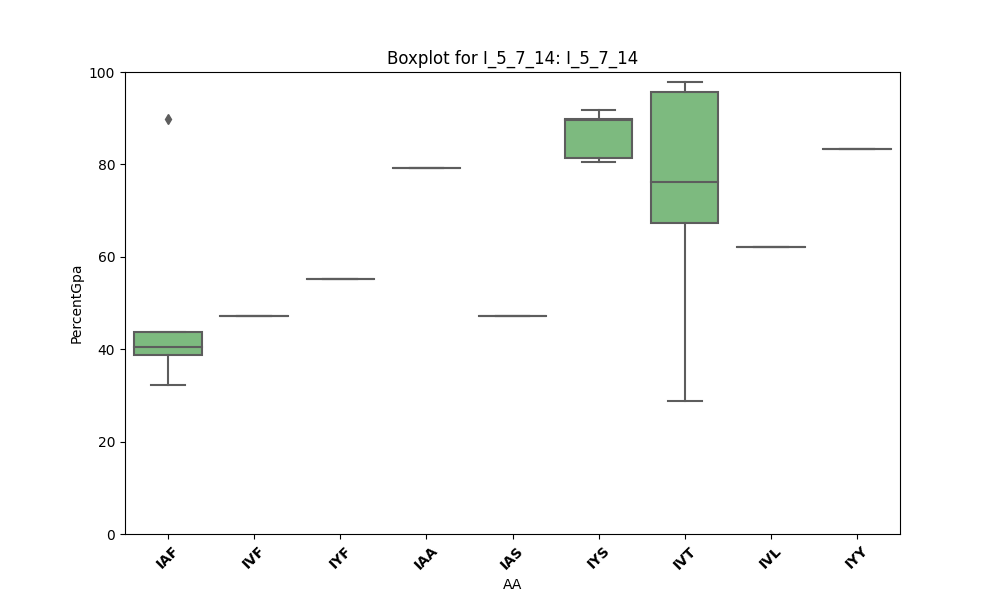 Boxplot for I_5_7_14: I_5_7_14
100
80
60
40
20
0
PercentGpa
IAF IVF IYF IAA IAS IYS IVT IVL IYY
AA